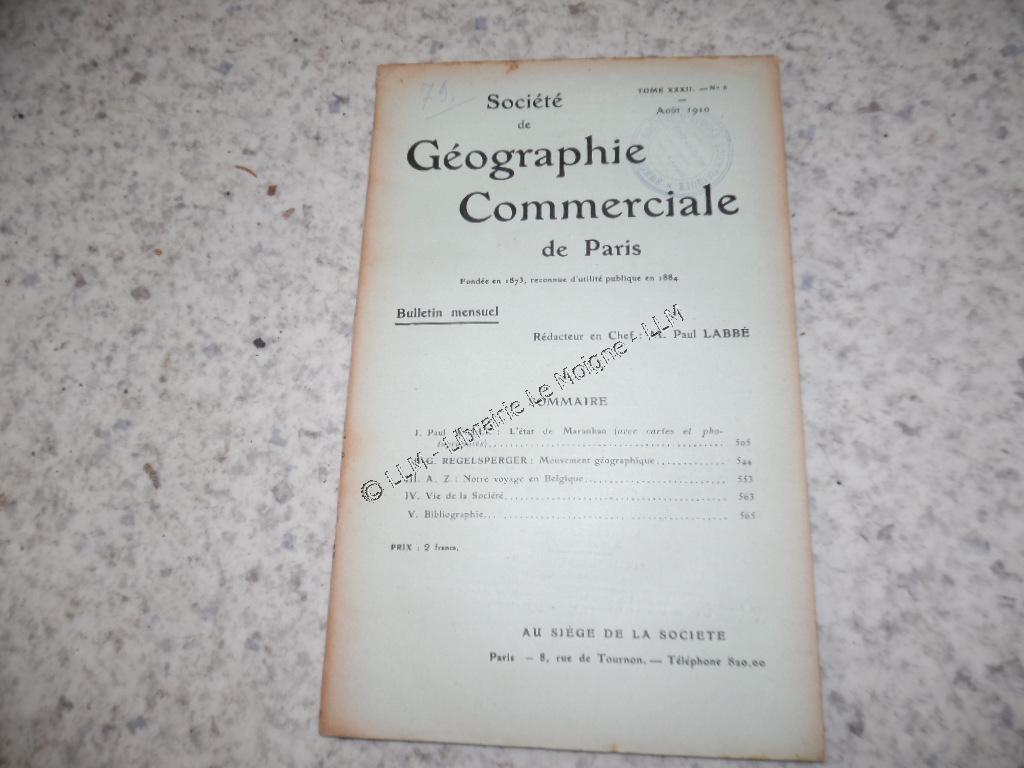 75.
Société
TOME XXXII. — N° 8
de
Août 1910
Géographie
Commerciale
de Paris
Fondée en 1873, reconnue d'utilité publique en 1884
Bulletin mensuel
Rédacteur en Chef : M. Paul LABBÉ
SOMMAIRE
I. Paul : L'état de Maranhao (avec cartes et pho-
505
II. G. REGELSPERGER : Mouvement géographique 544
III. A. Z. : Notre voyage en Belgique 553
IV. Vie de la Société 563
V. Bibliographie 565
PRIX : 2 francs.
AU SIÈGE DE LA SOCIETE
Paris — 8, rue de Tournon. — Téléphone 820.00
© LLM - Librairie Le Moigne - LLM